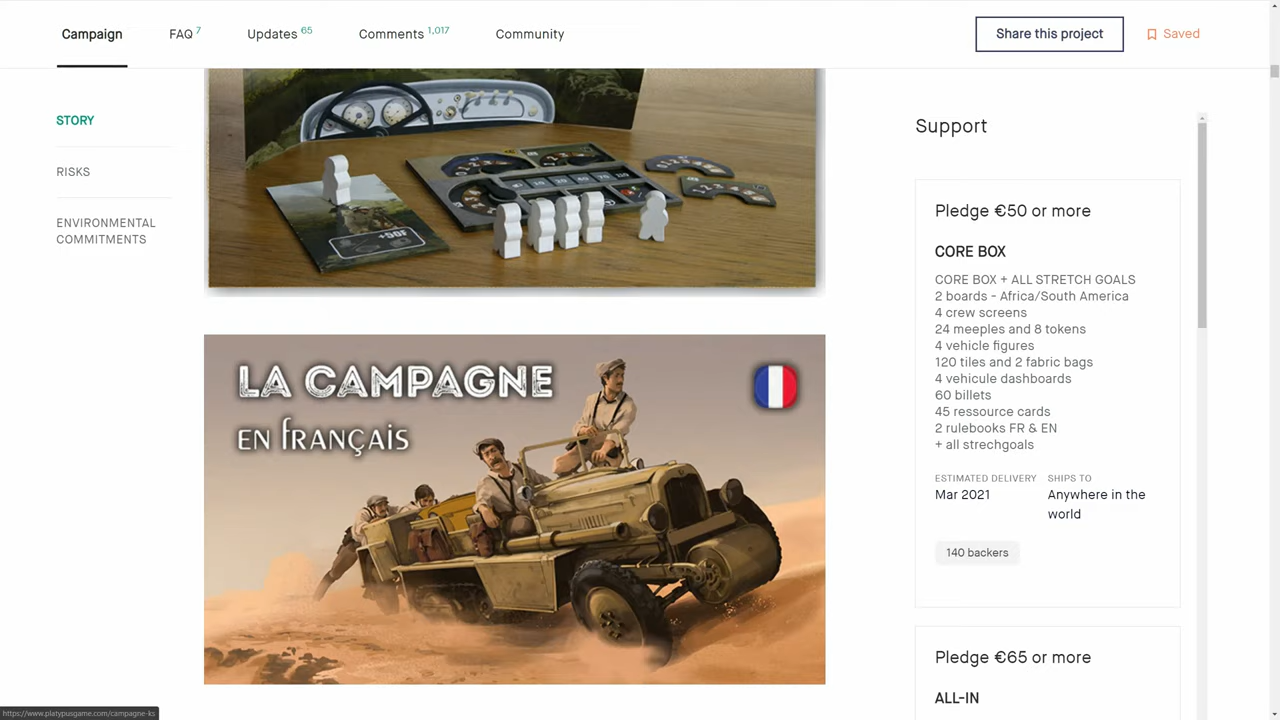 Campaign
FAQ 7
Updates 65
Comments 1,017
Community
Share this project
Saved
STORY
RISKS
ENVIRONMENTAL
COMMITMENTS
+50F
LA CAMPAGNE
EN FRANÇAIS
Support
Pledge €50 or more
CORE BOX
CORE BOX + ALL STRETCH GOALS
2 boards - Africa/South America
4 crew screens
24 meeples and 8 tokens
4 vehicle figures
120 tiles and 2 fabric bags
4 vehicule dashboards
60 billets
45 ressource cards
2 rulebooks FR & EN
+ all strechgoals
ESTIMATED DELIVERY
Mar 2021
SHIPS TO
Anywhere in the
world
140 backers
Pledge €65 or more
ALL-IN
https://www.platypusgame.com/campagne-ks